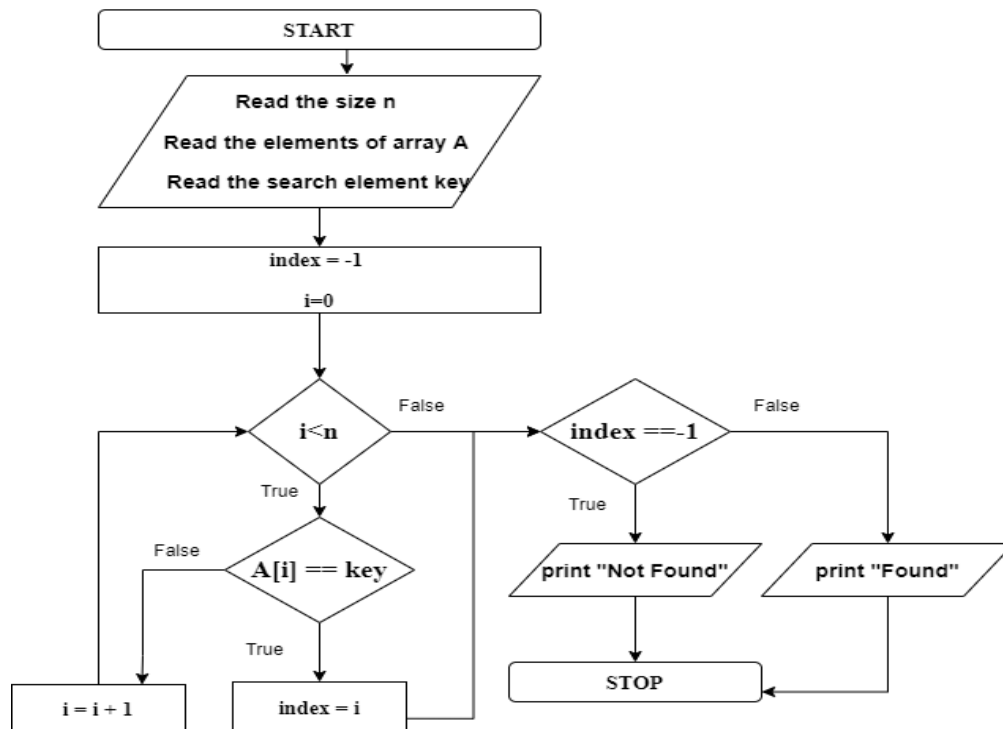 START
Read the size n
Read the elements of array A
Read the search element key
index = -1
i=0
i<n
False
True
index ==-1
False
True
A[i] == key
False
True
i = i + 1
index = i
print "Not Found"
print "Found"
STOP